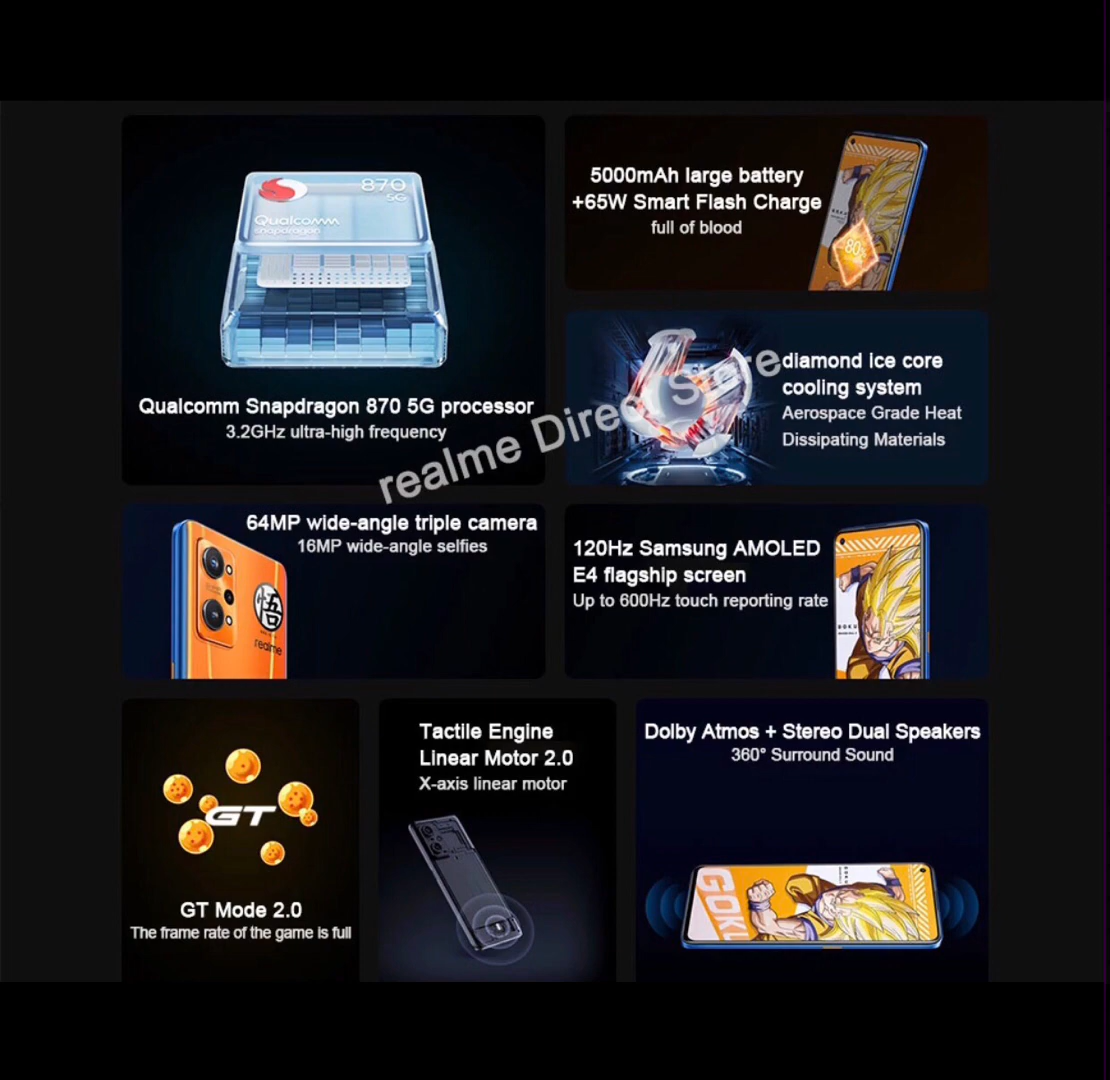 870
5G
Qualcomm
snapdragon
Qualcomm Snapdragon 870 5G processor
3.2GHz ultra-high frequency
5000mAh large battery
+65W Smart Flash Charge
full of blood
80%
diamond ice core
cooling system
Aerospace Grade Heat
Dissipating Materials
realme Direct Store
64MP wide-angle triple camera
16MP wide-angle selfies
悟
realme
120Hz Samsung AMOLED
E4 flagship screen
Up to 600Hz touch reporting rate
GOKU
GT
GT Mode 2.0
The frame rate of the game is full
Tactile Engine
Linear Motor 2.0
X-axis linear motor
Dolby Atmos + Stereo Dual Speakers
360° Surround Sound
GOKU